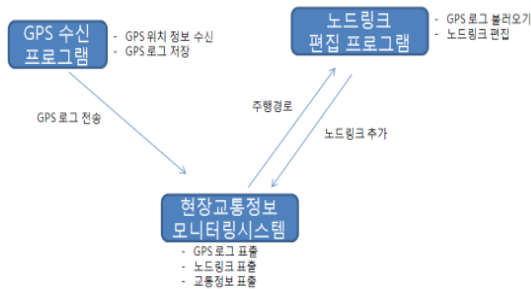 GPS 수신
프로그램
- GPS 위치 정보 수신
- GPS 로그 저장
노드링크
편집 프로그램
- GPS 로그 불러오기
- 노드링크 편집
GPS 로그 전송
주행경로
노드링크 추가
현장교통정보
모니터링시스템
- GPS 로그 표출
- 노드링크 표출
- 교통정보 표출